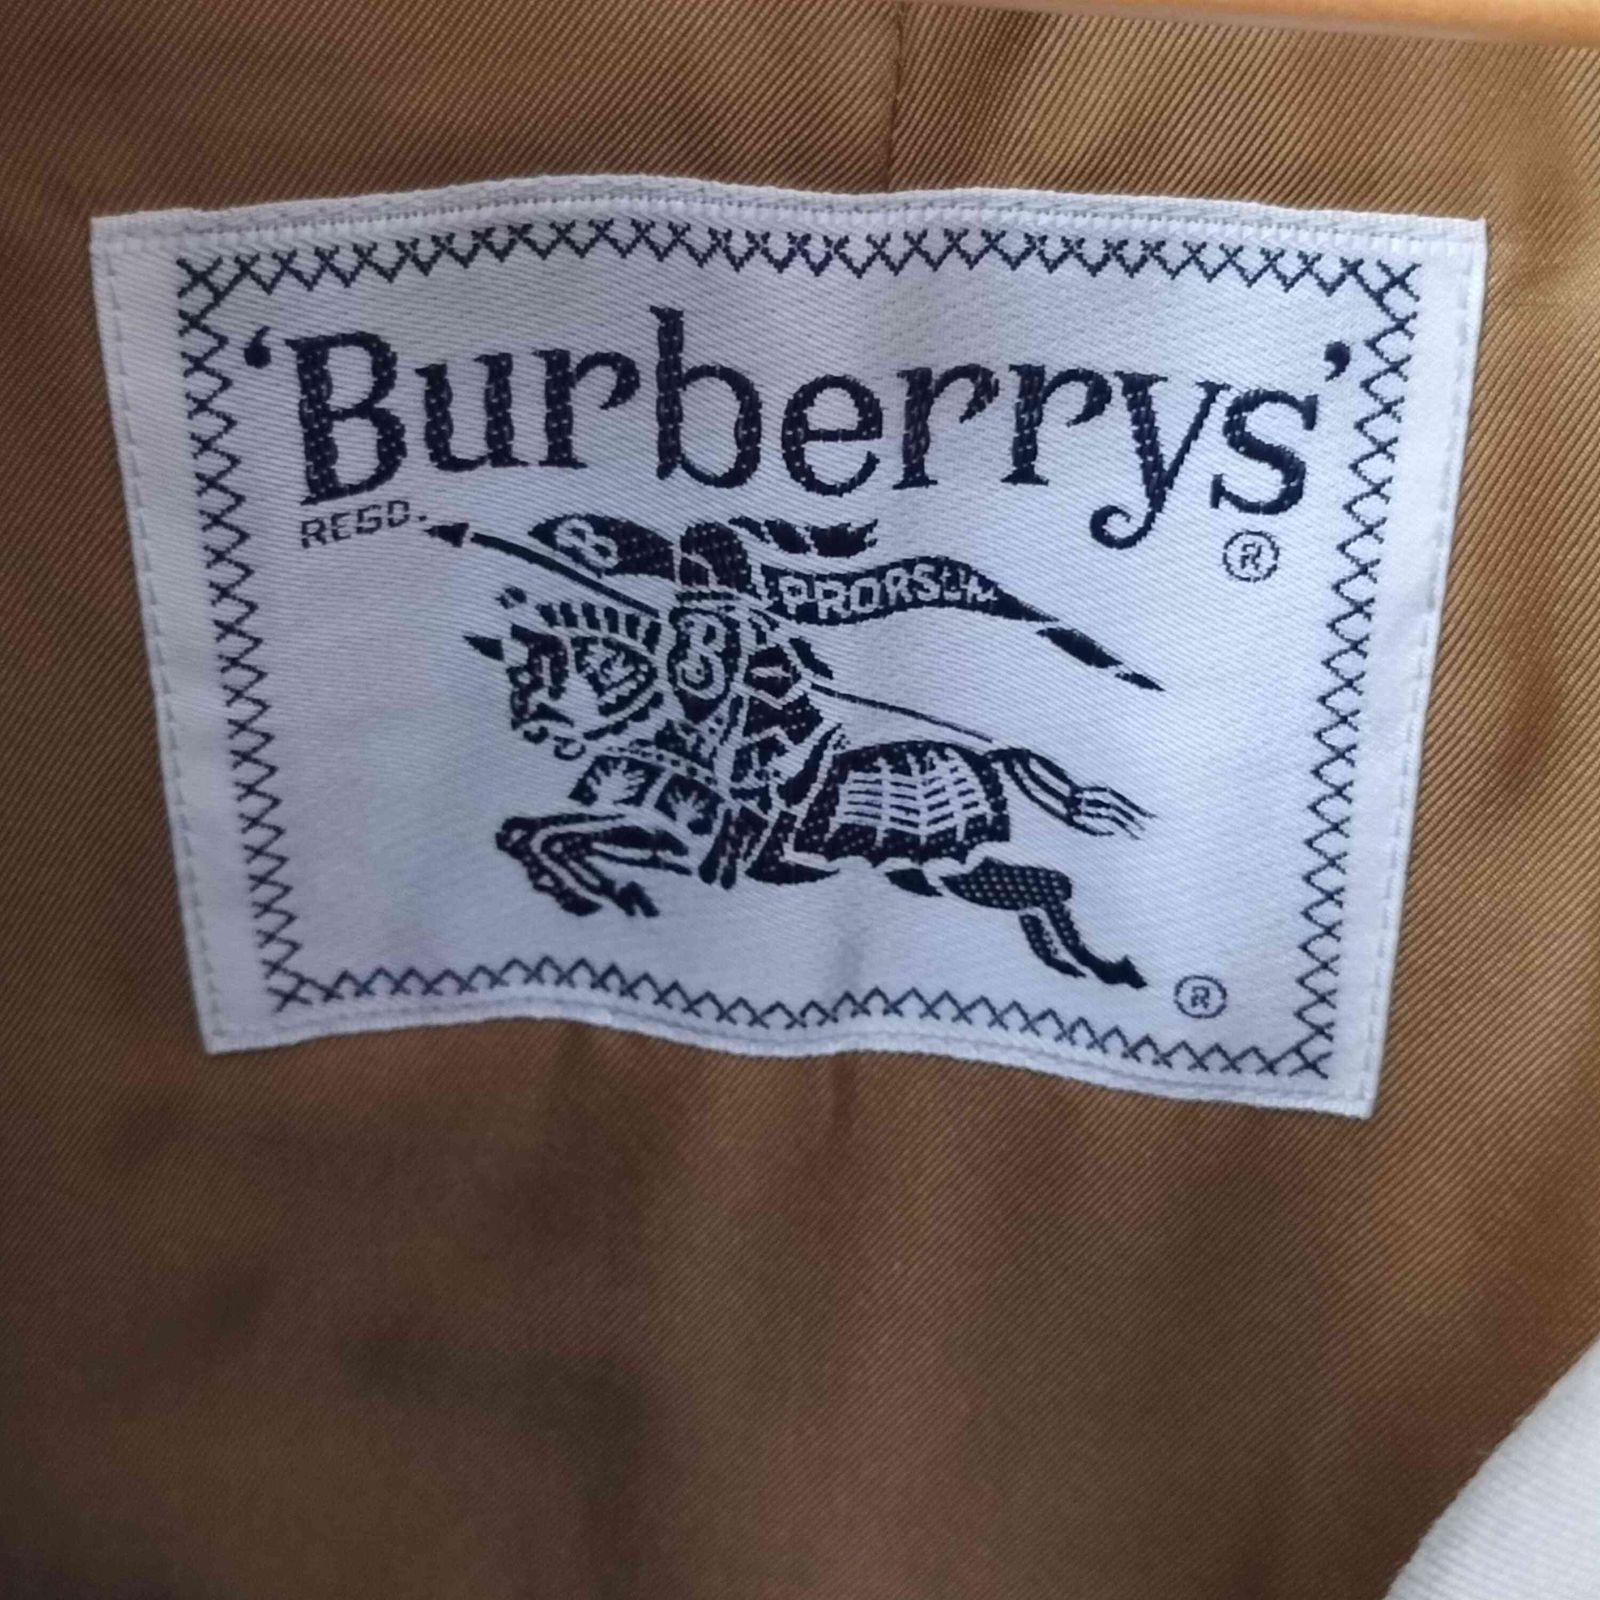 ‘Burberrys’
REGD.
®
PRORSUM
B
®